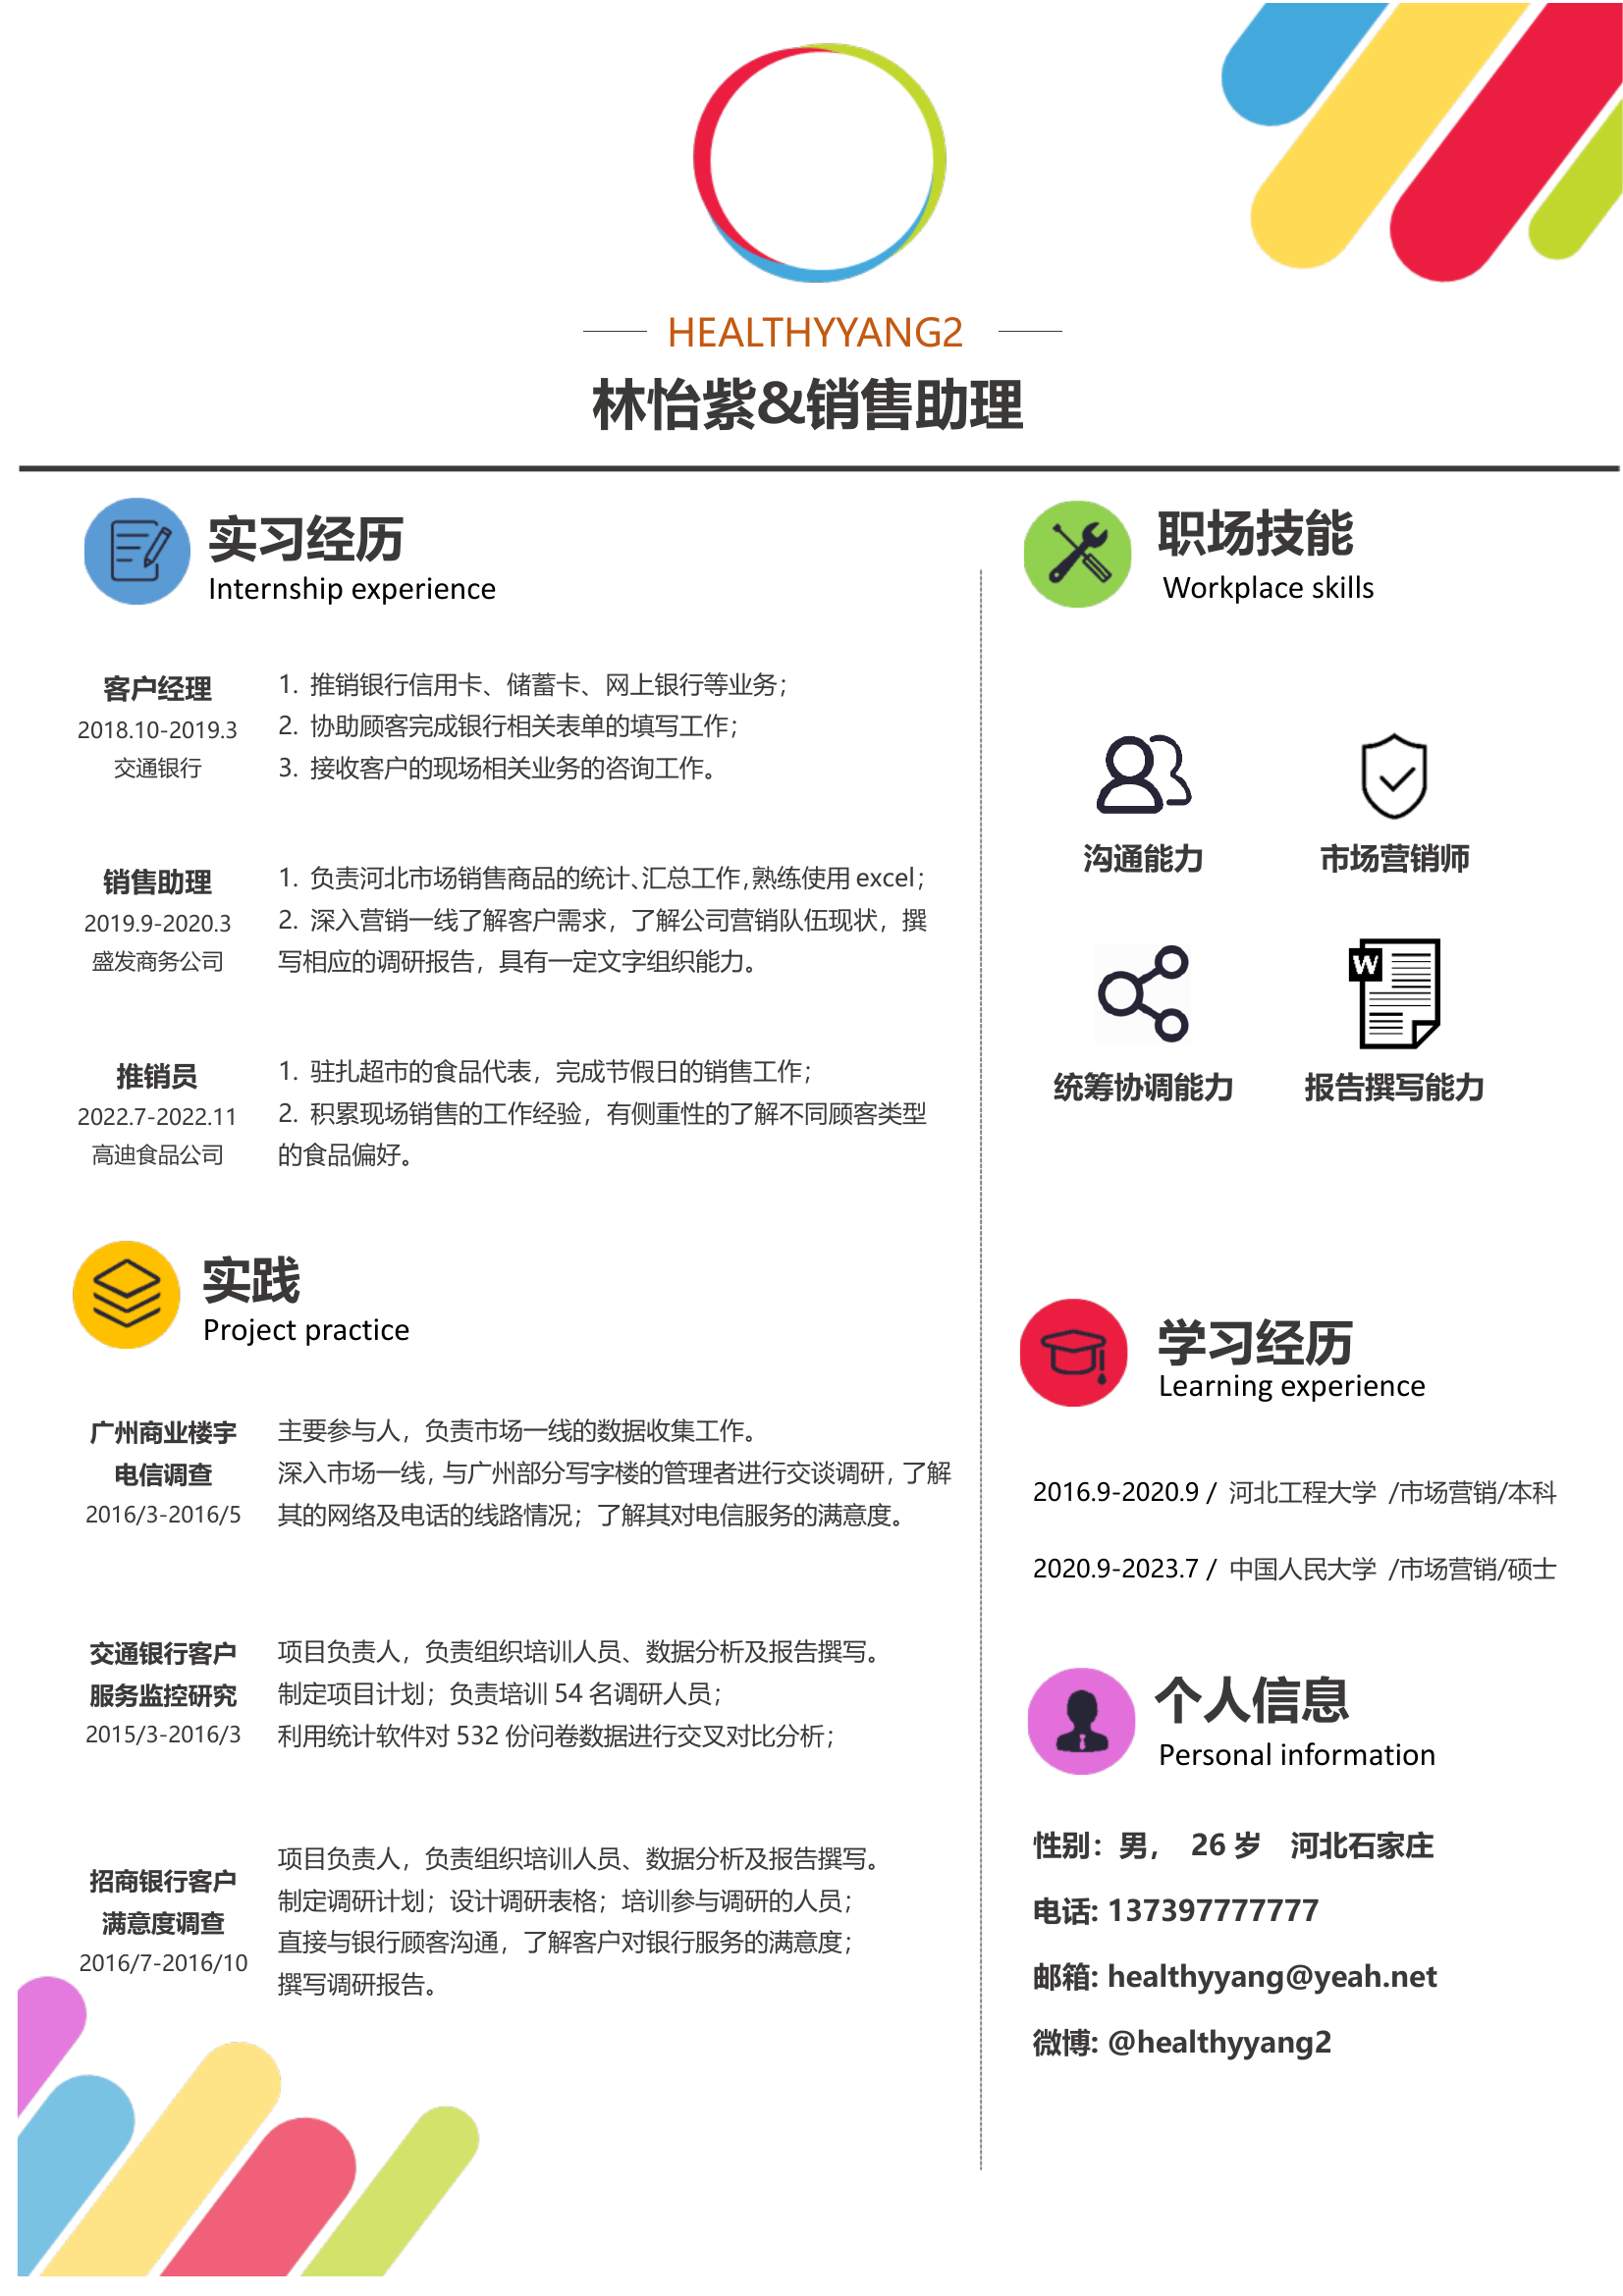 HEALTHYYANG2
林怡紫&销售助理
实习经历
Internship experience
客户经理
2018.10-2019.3
交通银行
1. 推销银行信用卡、储蓄卡、网上银行等业务；
2. 协助顾客完成银行相关表单的填写工作；
3. 接收客户的现场相关业务的咨询工作。
销售助理
2019.9-2020.3
盛发商务公司
1. 负责河北市场销售商品的统计、汇总工作，熟练使用 excel；
2. 深入营销一线了解客户需求，了解公司营销队伍现状，撰
写相应的调研报告，具有一定文字组织能力。
推销员
2022.7-2022.11
高迪食品公司
1. 驻扎超市的食品代表，完成节假日的销售工作；
2. 积累现场销售的工作经验，有侧重性的了解不同顾客类型
的食品偏好。
实践
Project practice
广州商业楼宇
电信调查
2016/3-2016/5
主要参与人，负责市场一线的数据收集工作。
深入市场一线，与广州部分写字楼的管理者进行交谈调研，了解
其的网络及电话的线路情况；了解其对电信服务的满意度。
交通银行客户
服务监控研究
2015/3-2016/3
项目负责人，负责组织培训人员、数据分析及报告撰写。
制定项目计划；负责培训 54 名调研人员；
利用统计软件对 532 份问卷数据进行交叉对比分析；
招商银行客户
满意度调查
2016/7-2016/10
项目负责人，负责组织培训人员、数据分析及报告撰写。
制定调研计划；设计调研表格；培训参与调研的人员；
直接与银行顾客沟通，了解客户对银行服务的满意度；
撰写调研报告。
职场技能
Workplace skills
沟通能力
市场营销师
W
统筹协调能力
报告撰写能力
学习经历
Learning experience
2016.9-2020.9 / 河北工程大学 /市场营销/本科
2020.9-2023.7 / 中国人民大学 /市场营销/硕士
个人信息
Personal information
性别：男， 26 岁 河北石家庄
电话: 137397777777
邮箱: healthyyang@yeah.net
微博: @healthyyang2